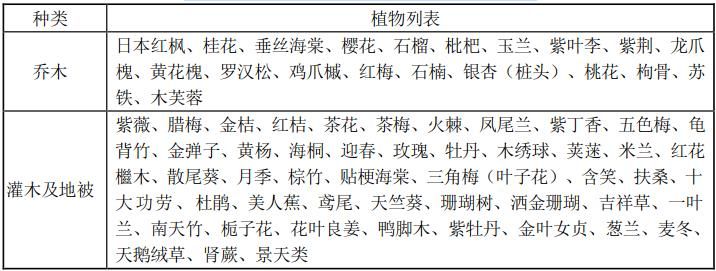 种类 植物列表
日本红枫、桂花、垂丝海棠、樱花、石榴、枇杷、玉兰、紫叶李、紫荆、龙爪
乔木
槐、黄花槐、罗汉松、鸡爪槭、红梅、石楠、银杏（桩头）、桃花、枸骨、苏
铁、木芙蓉
紫薇、腊梅、金桔、红桔、茶花、茶梅、火棘、凤尾兰、紫丁香、五色梅、龟
背竹、金弹子、黄杨、海桐、迎春、玫瑰、牡丹、木绣球、荚蒾、米兰、红花
檵木、散尾葵、月季、棕竹、贴梗海棠、三角梅（叶子花）、含笑、扶桑、十
灌木及地被
大功劳、杜鹃、美人蕉、鸢尾、天竺葵、珊瑚树、洒金珊瑚、吉祥草、一叶
兰、南天竹、栀子花、花叶良姜、鸭脚木、紫牡丹、金叶女贞、葱兰、麦冬、
天鹅绒草、肾蕨、景天类